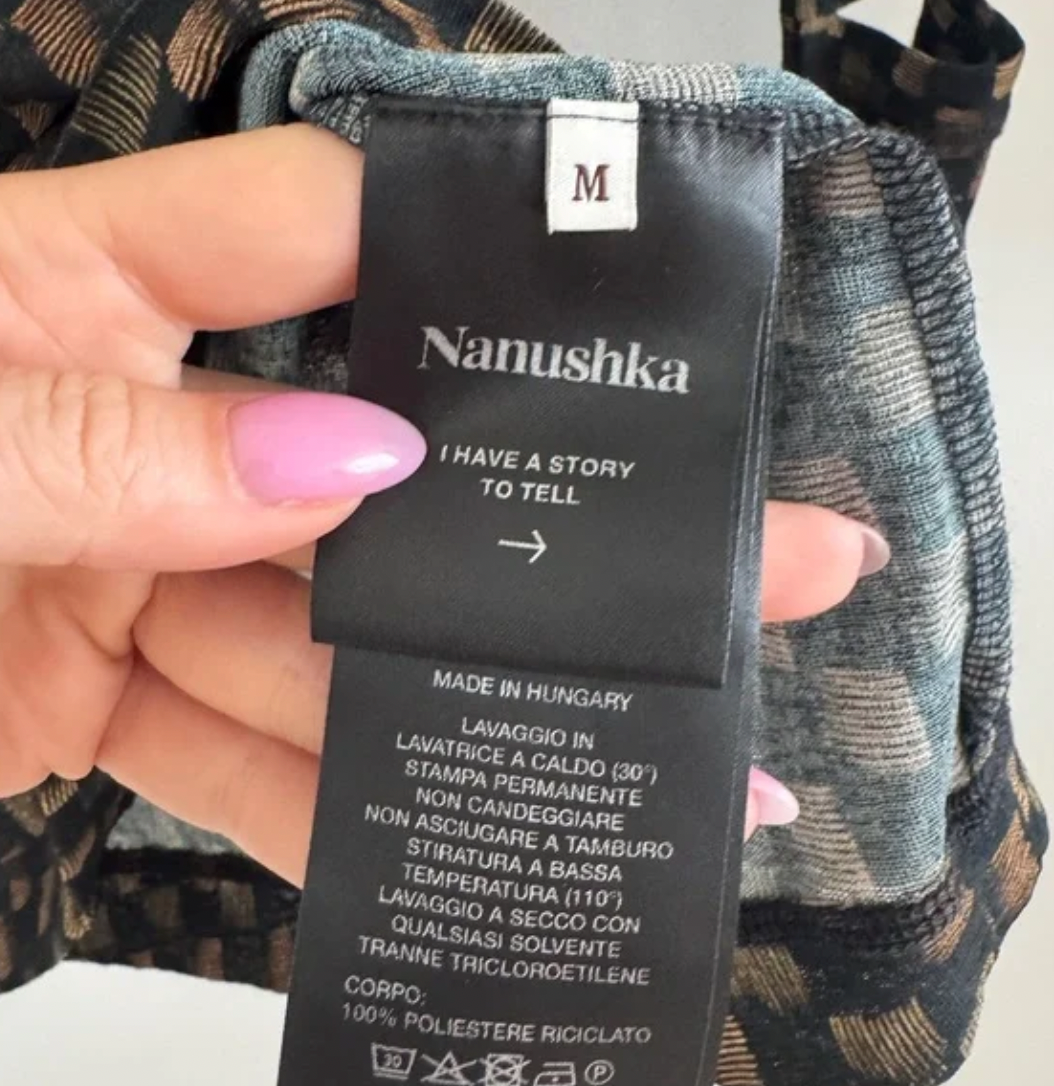 M
Nanushka
I HAVE A STORY
TO TELL
→
MADE IN HUNGARY
LAVAGGIO IN
LAVATRICE A CALDO (30°)
STAMPA PERMANENTE
NON CANDEGGIARE
NON ASCIUGARE A TAMBURO
STIRATURA A BASSA
TEMPERATURA (110°)
LAVAGGIO A SECCO CON
QUALSIASI SOLVENTE
TRANNE TRICLOROETILENE
CORPO:
100% POLIESTERE RICICLATO
30 P